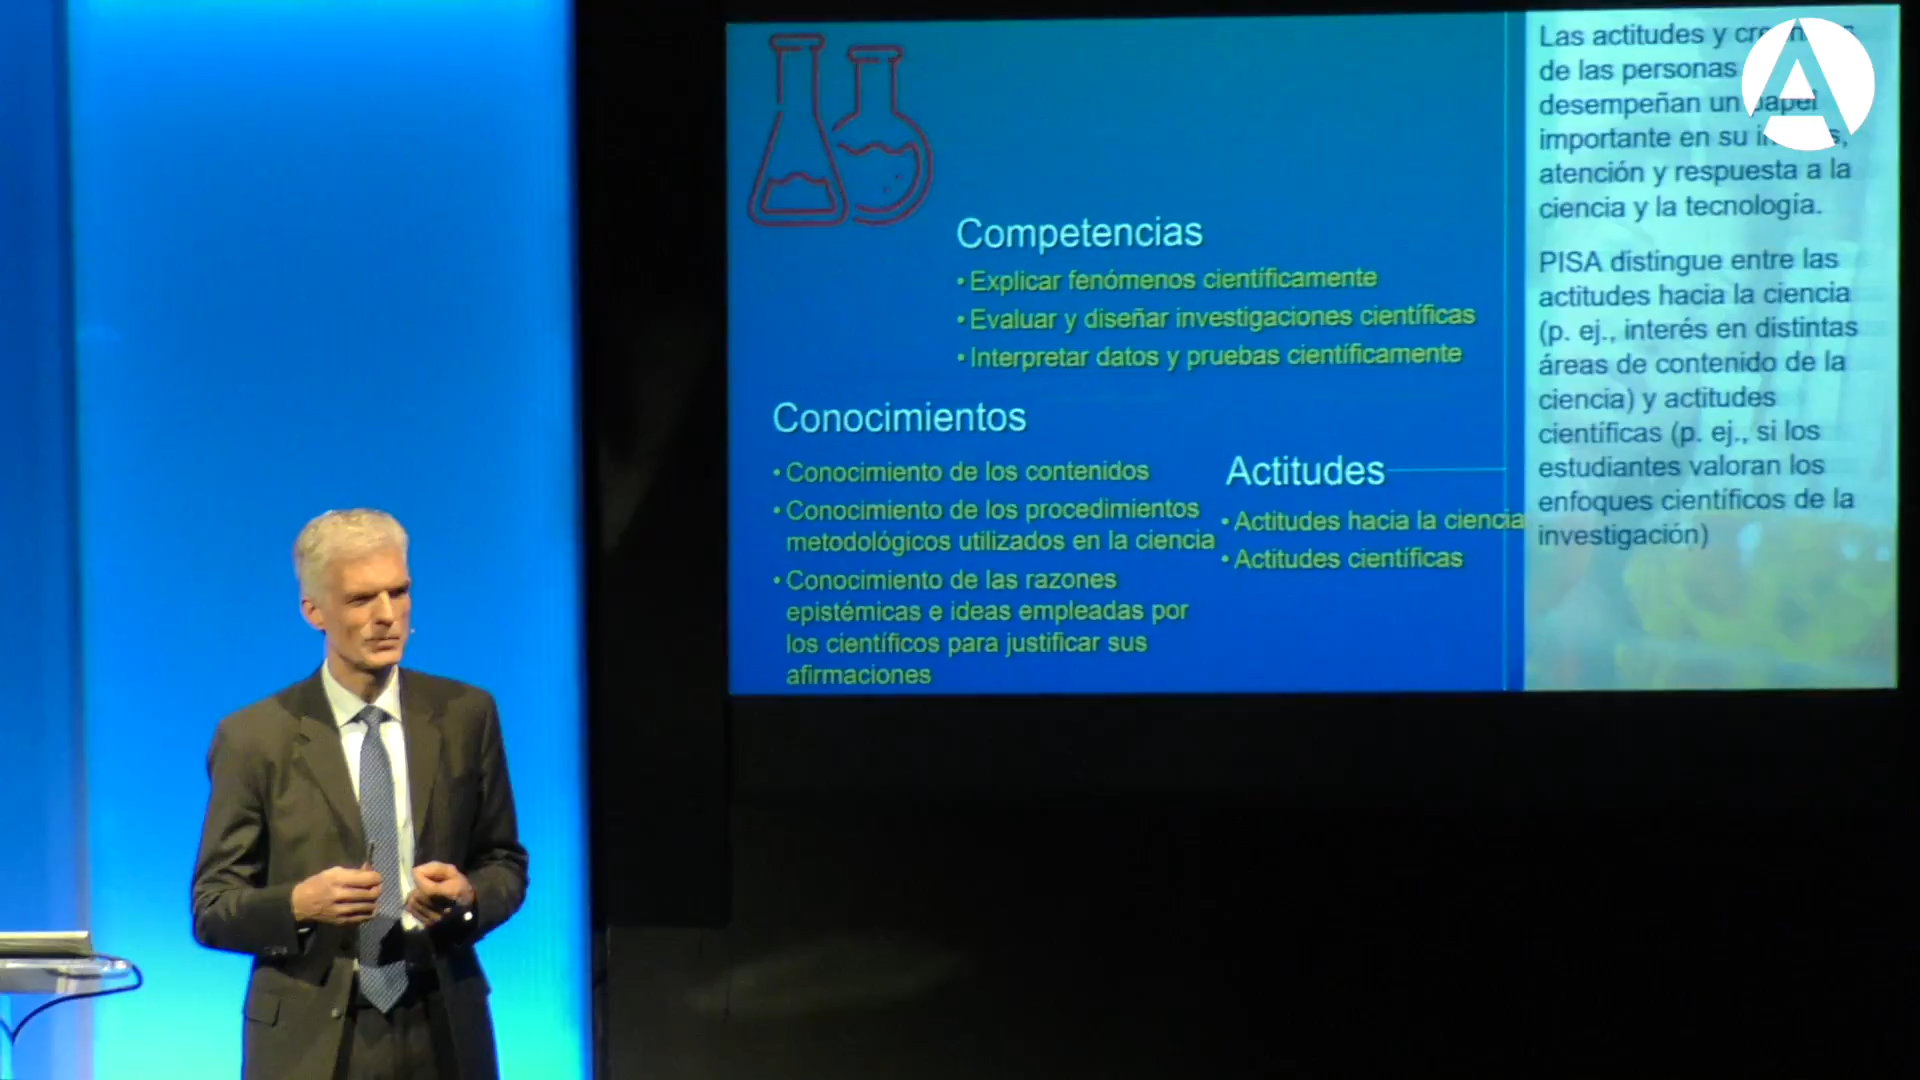 Competencias
• Explicar fenómenos científicamente
• Evaluar y diseñar investigaciones científicas
• Interpretar datos y pruebas científicamente
Conocimientos
• Conocimiento de los contenidos
• Conocimiento de los procedimientos
metodológicos utilizados en la ciencia
• Conocimiento de las razones
epistémicas e ideas empleadas por
los científicos para justificar sus
afirmaciones
Actitudes
• Actitudes hacia la ciencia
• Actitudes científicas
Las actitudes y
de las personas
desempeñan un papel
importante en su
atención y respuesta a la
ciencia y la tecnología.
PISA distingue entre las
actitudes hacia la ciencia
(p. ej., interés en distintas
áreas de contenido de la
ciencia) y actitudes
científicas (p. ej., si los
estudiantes valoran los
enfoques científicos de la
investigación)